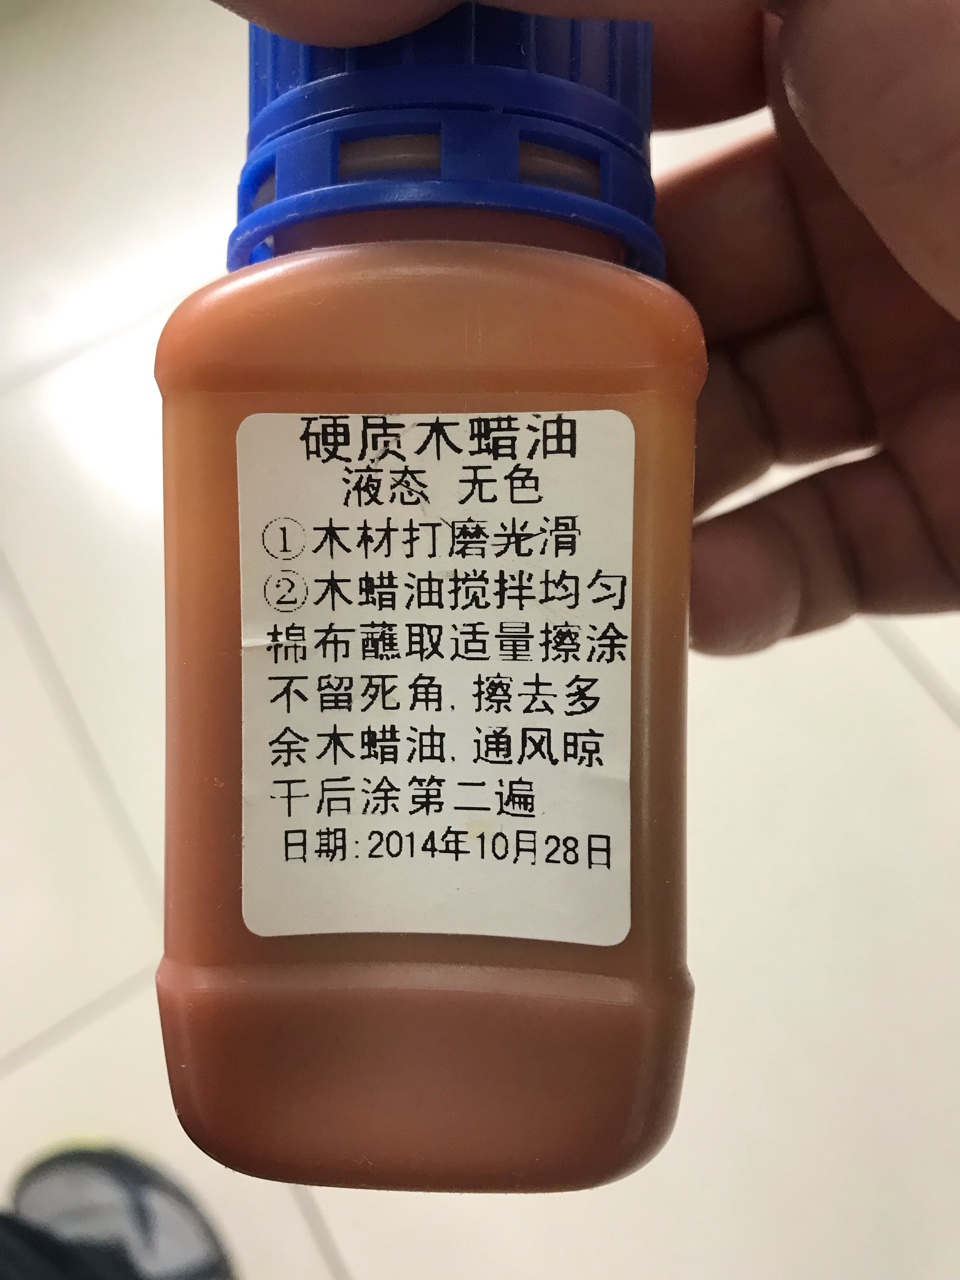 硬质木蜡油
液态 无色
①木材打磨光滑
②木蜡油搅拌均匀
棉布蘸取适量擦涂
不留死角.擦去多
余木蜡油.通风晾
干后涂第二遍
日期:2014年10月28日